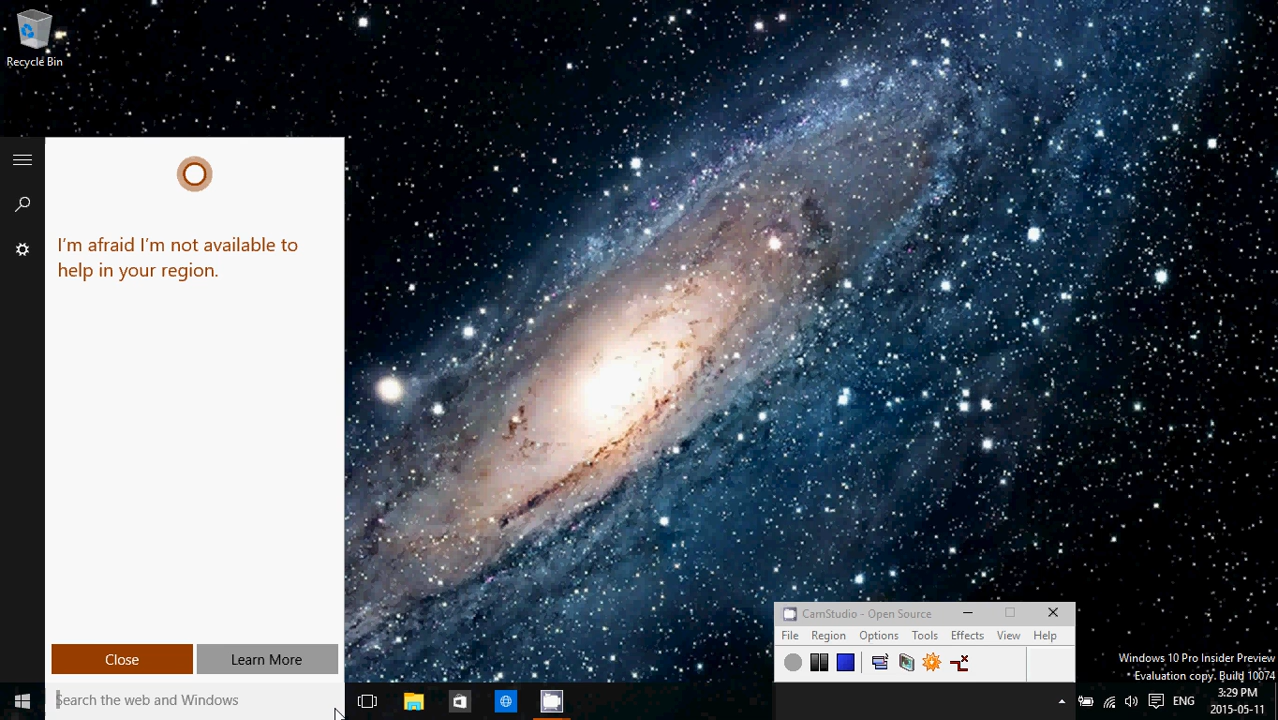 Recycle Bin
I'm afraid I'm not available to
help in your region.
Close
Learn More
Search the web and Windows
CamStudio - Open Source
File Region Options Tools Effects View Help
Windows 10 Pro Insider Preview
Evaluation copy. Build 10074
ENG
3:29 PM
2015-05-11